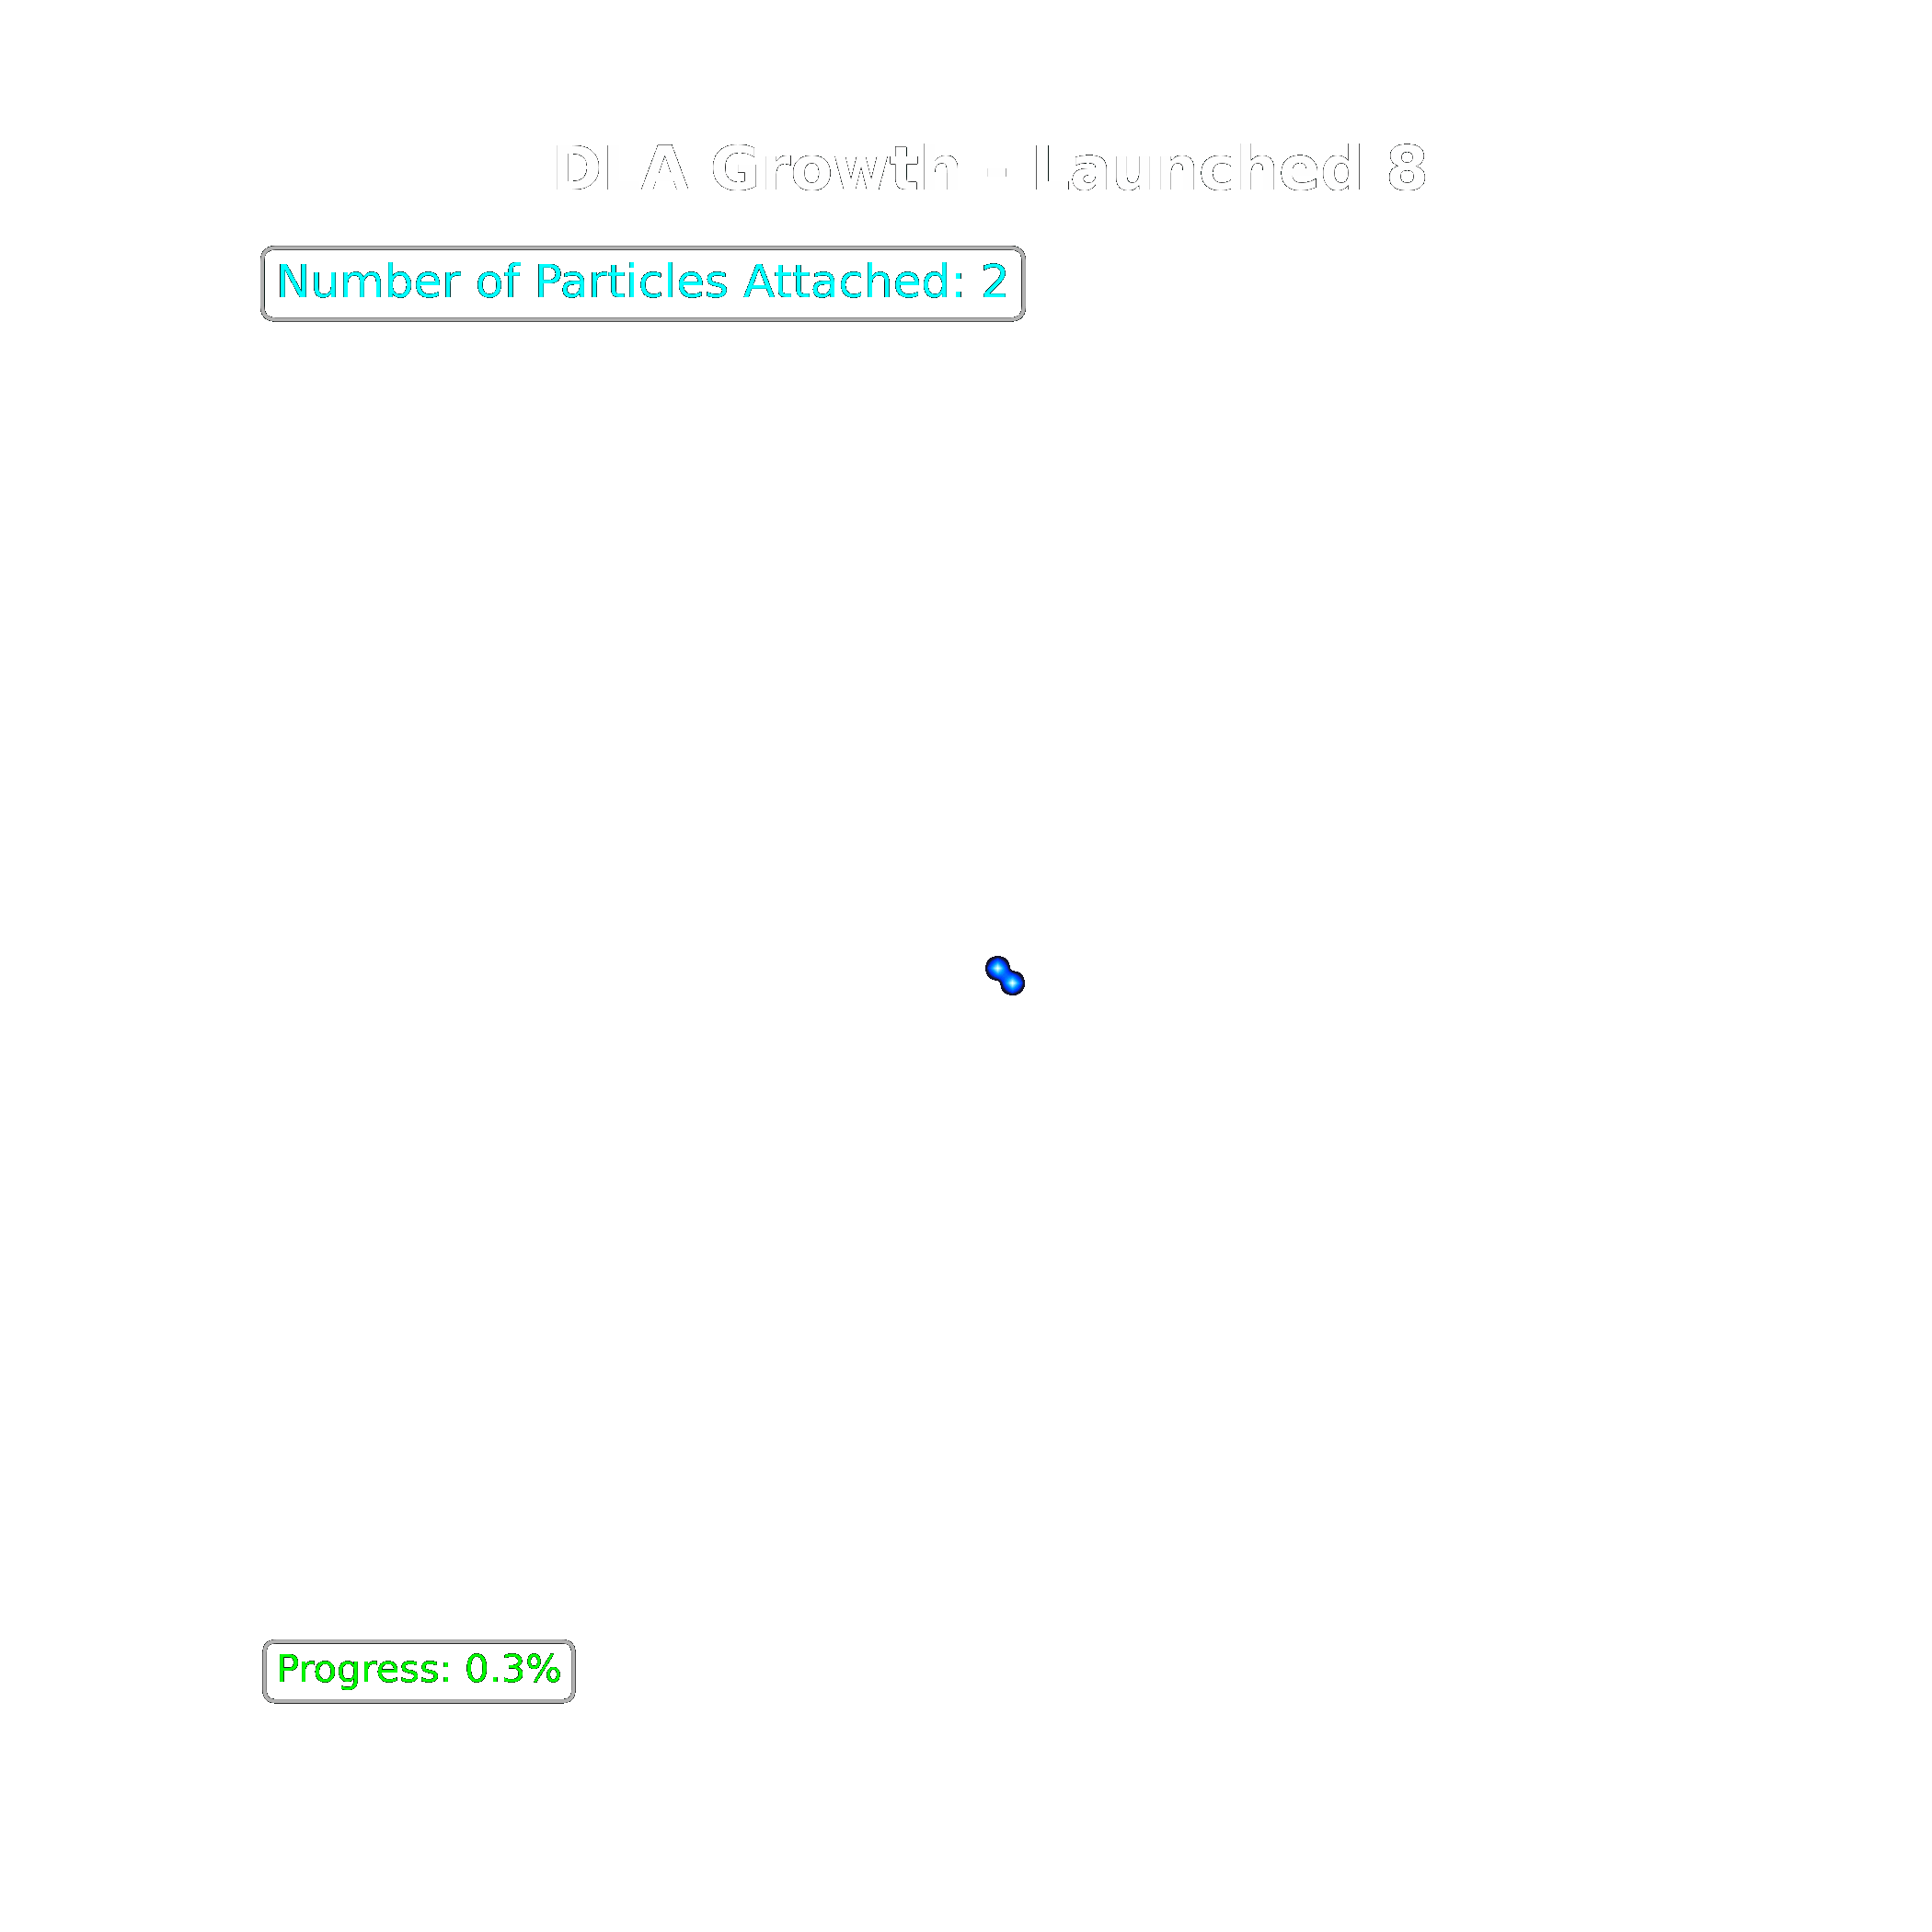 DLA Growth - Launched 8
Number of Particles Attached: 2
Progress: 0.3%